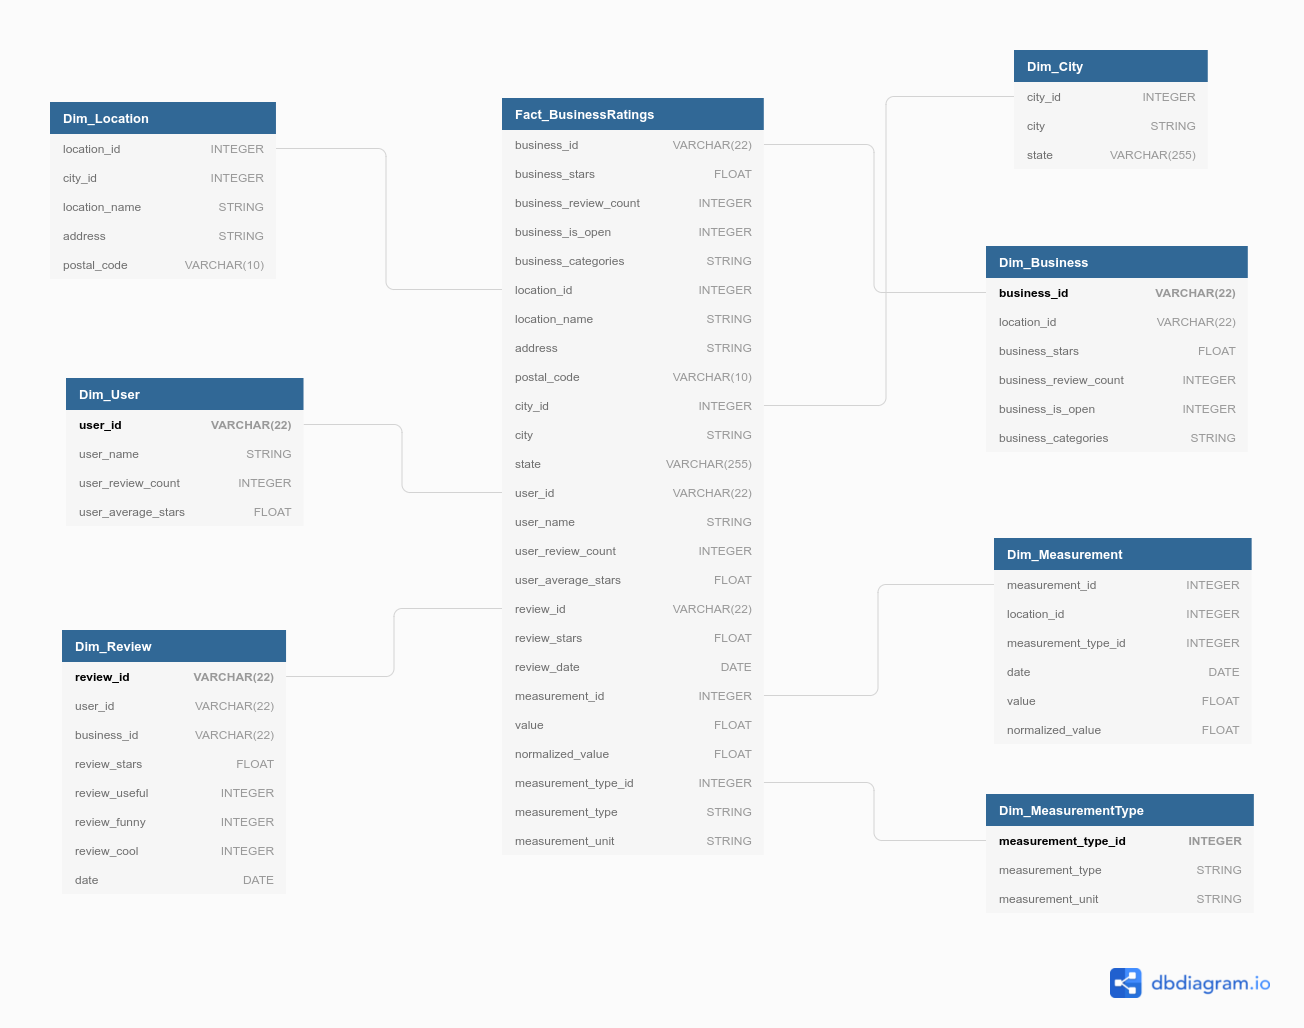 Dim_Location
location_id INTEGER
city_id INTEGER
location_name STRING
address STRING
postal_code VARCHAR(10)
Dim_User
user_id VARCHAR(22)
user_name STRING
user_review_count INTEGER
user_average_stars FLOAT
Dim_Review
review_id VARCHAR(22)
user_id VARCHAR(22)
business_id VARCHAR(22)
review_stars FLOAT
review_useful INTEGER
review_funny INTEGER
review_cool INTEGER
date DATE
Fact_BusinessRatings
business_id VARCHAR(22)
business_stars FLOAT
business_review_count INTEGER
business_is_open INTEGER
business_categories STRING
location_id INTEGER
location_name STRING
address STRING
postal_code VARCHAR(10)
city_id INTEGER
city STRING
state VARCHAR(255)
user_id VARCHAR(22)
user_name STRING
user_review_count INTEGER
user_average_stars FLOAT
review_id VARCHAR(22)
review_stars FLOAT
review_date DATE
measurement_id INTEGER
value FLOAT
normalized_value FLOAT
measurement_type_id INTEGER
measurement_type STRING
measurement_unit STRING
Dim_City
city_id INTEGER
city STRING
state VARCHAR(255)
Dim_Business
business_id VARCHAR(22)
location_id VARCHAR(22)
business_stars FLOAT
business_review_count INTEGER
business_is_open INTEGER
business_categories STRING
Dim_Measurement
measurement_id INTEGER
location_id INTEGER
measurement_type_id INTEGER
date DATE
value FLOAT
normalized_value FLOAT
Dim_MeasurementType
measurement_type_id INTEGER
measurement_type STRING
measurement_unit STRING
dbdiagram.io